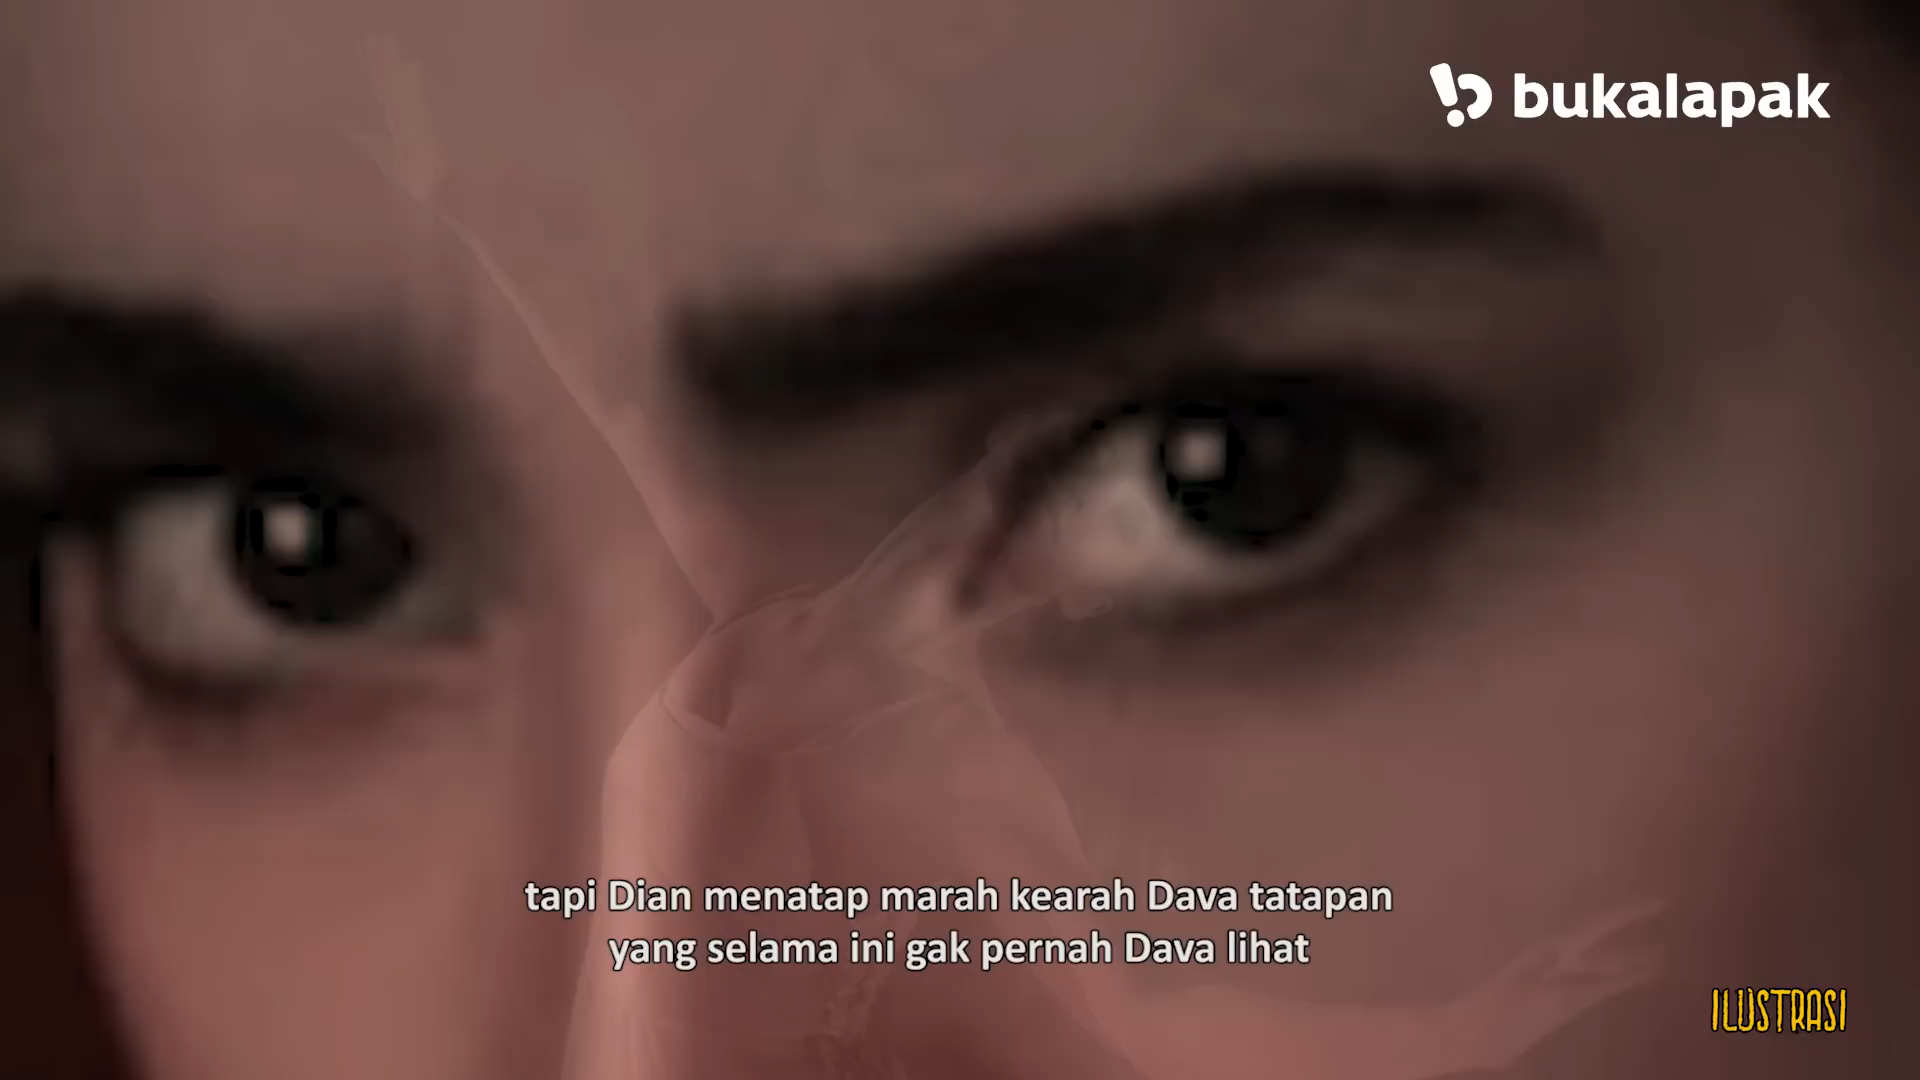 bukalapak
tapi Dian menatap marah kearah Dava tatapan
yang selama ini gak pernah Dava lihat
ILUSTRASI